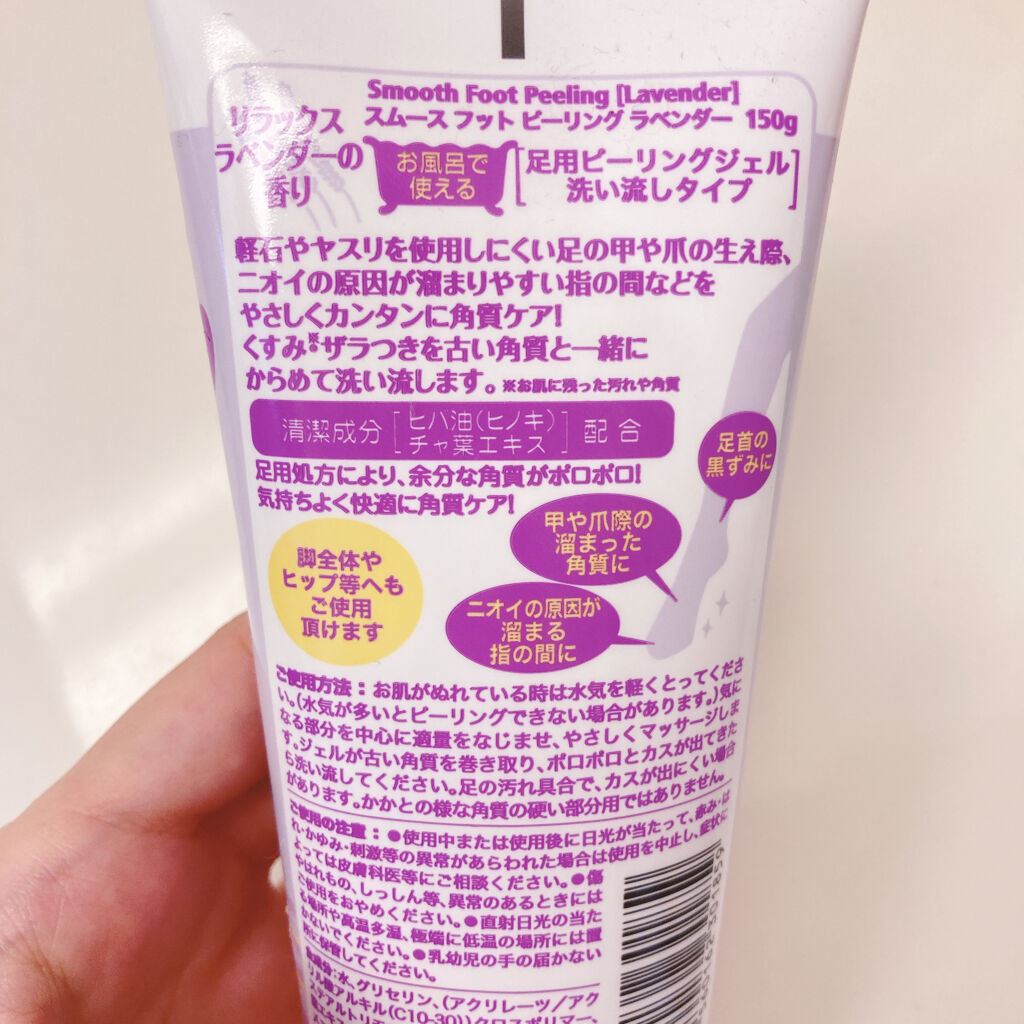 Smooth Foot Peeling [Lavender]
スムース フット ピーリング ラベンダー 150g
リラックス
ラベンダーの
香り
お風呂で
使える
足用ピーリングジェル
洗い流しタイプ
軽石やヤスリを使用しにくい足の甲や爪の生え際、
ニオイの原因が溜まりやすい指の間などを
やさしくカンタンに角質ケア!
くすみ※ザラつきを古い角質と一緒に
からめて洗い流します。※お肌に残った汚れや角質
清潔成分[ヒバ油(ヒノキ)
チャ葉エキス]配合
足用処方により、余分な角質がポロポロ!
気持ちよく快適に角質ケア!
足首の
黒ずみに
甲や爪際の
溜まった
角質に
ニオイの原因が
溜まる
指の間に
脚全体や
ヒップ等へも
ご使用
頂けます
ご使用方法:お肌がぬれている時は水気を軽くとってくださ
い。(水気が多いとピーリングできない場合があります。)気に
なる部分を中心に適量をなじませ、やさしくマッサージしま
す。ジェルが古い角質を巻き取り、ポロポロとカスが出てきた
ら洗い流してください。足の汚れ具合で、カスが出にくい場合
があります。かかとの様な角質の硬い部分用ではありません。
ご使用の注意:●使用中または使用後に日光が当たって、赤み・は
れ・かゆみ・刺激等の異常があらわれた場合は使用を中止し、症状に
よっては皮膚科医等にご相談ください。●傷
やはれもの、しっしん等、異常のあるときには
ご使用をおやめください。●直射日光の当た
る場所や高温多湿、極端に低温の場所には置
かないでください。●乳幼児の手の届かない
所に保管してください。
全成分:水、グリセリン、(アクリレーツ/アク
リル酸アルキル(C10-30))クロスポリマー、